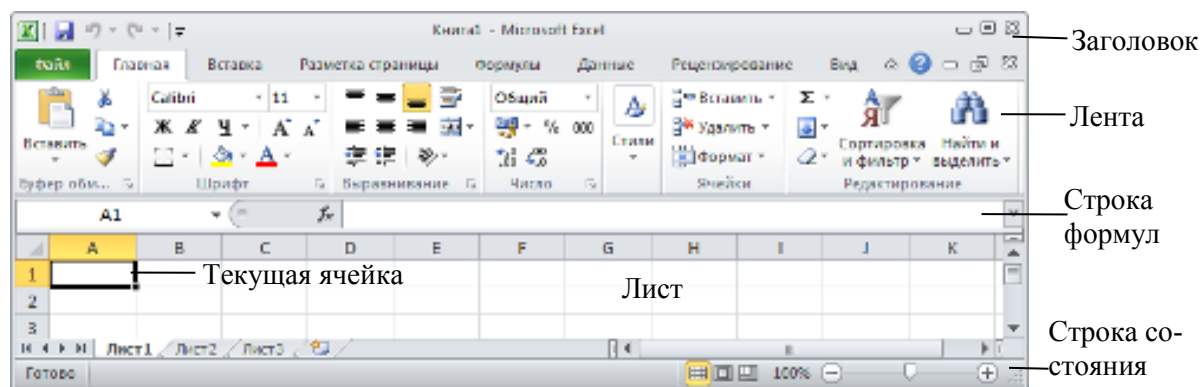 Книга1 - Microsoft Excel
Заголовок
Файл Главная Вставка Разметка страницы Формулы Данные Рецензирование Вид
Вставить
Calibri 11
Ж К Ч А А
А
Общий
% 000
Стили
Вставить
Удалить
Формат
Σ
Сортировка и фильтр
Найти и выделить
Лента
Буфер обм... Шрифт Выравнивание Число Ячейки Редактирование
A1 fx
Строка
формул
A B C D E F G H I J K
1 Текущая ячейка
Лист
2
3
Лист1 Лист2 Лист3
Готово 100%
Строка со-
стояния